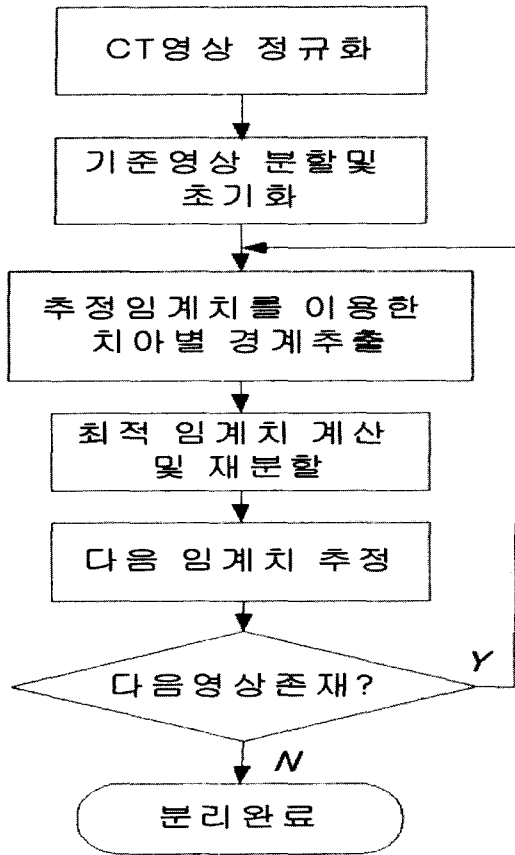 CT영상 정규화
기준영상 분할및
초기화
추정임계치를 이용한
치아별 경계추출
최적 임계치 계산
및 재분할
다음 임계치 추정
다음영상존재?
Y
N
분리완료